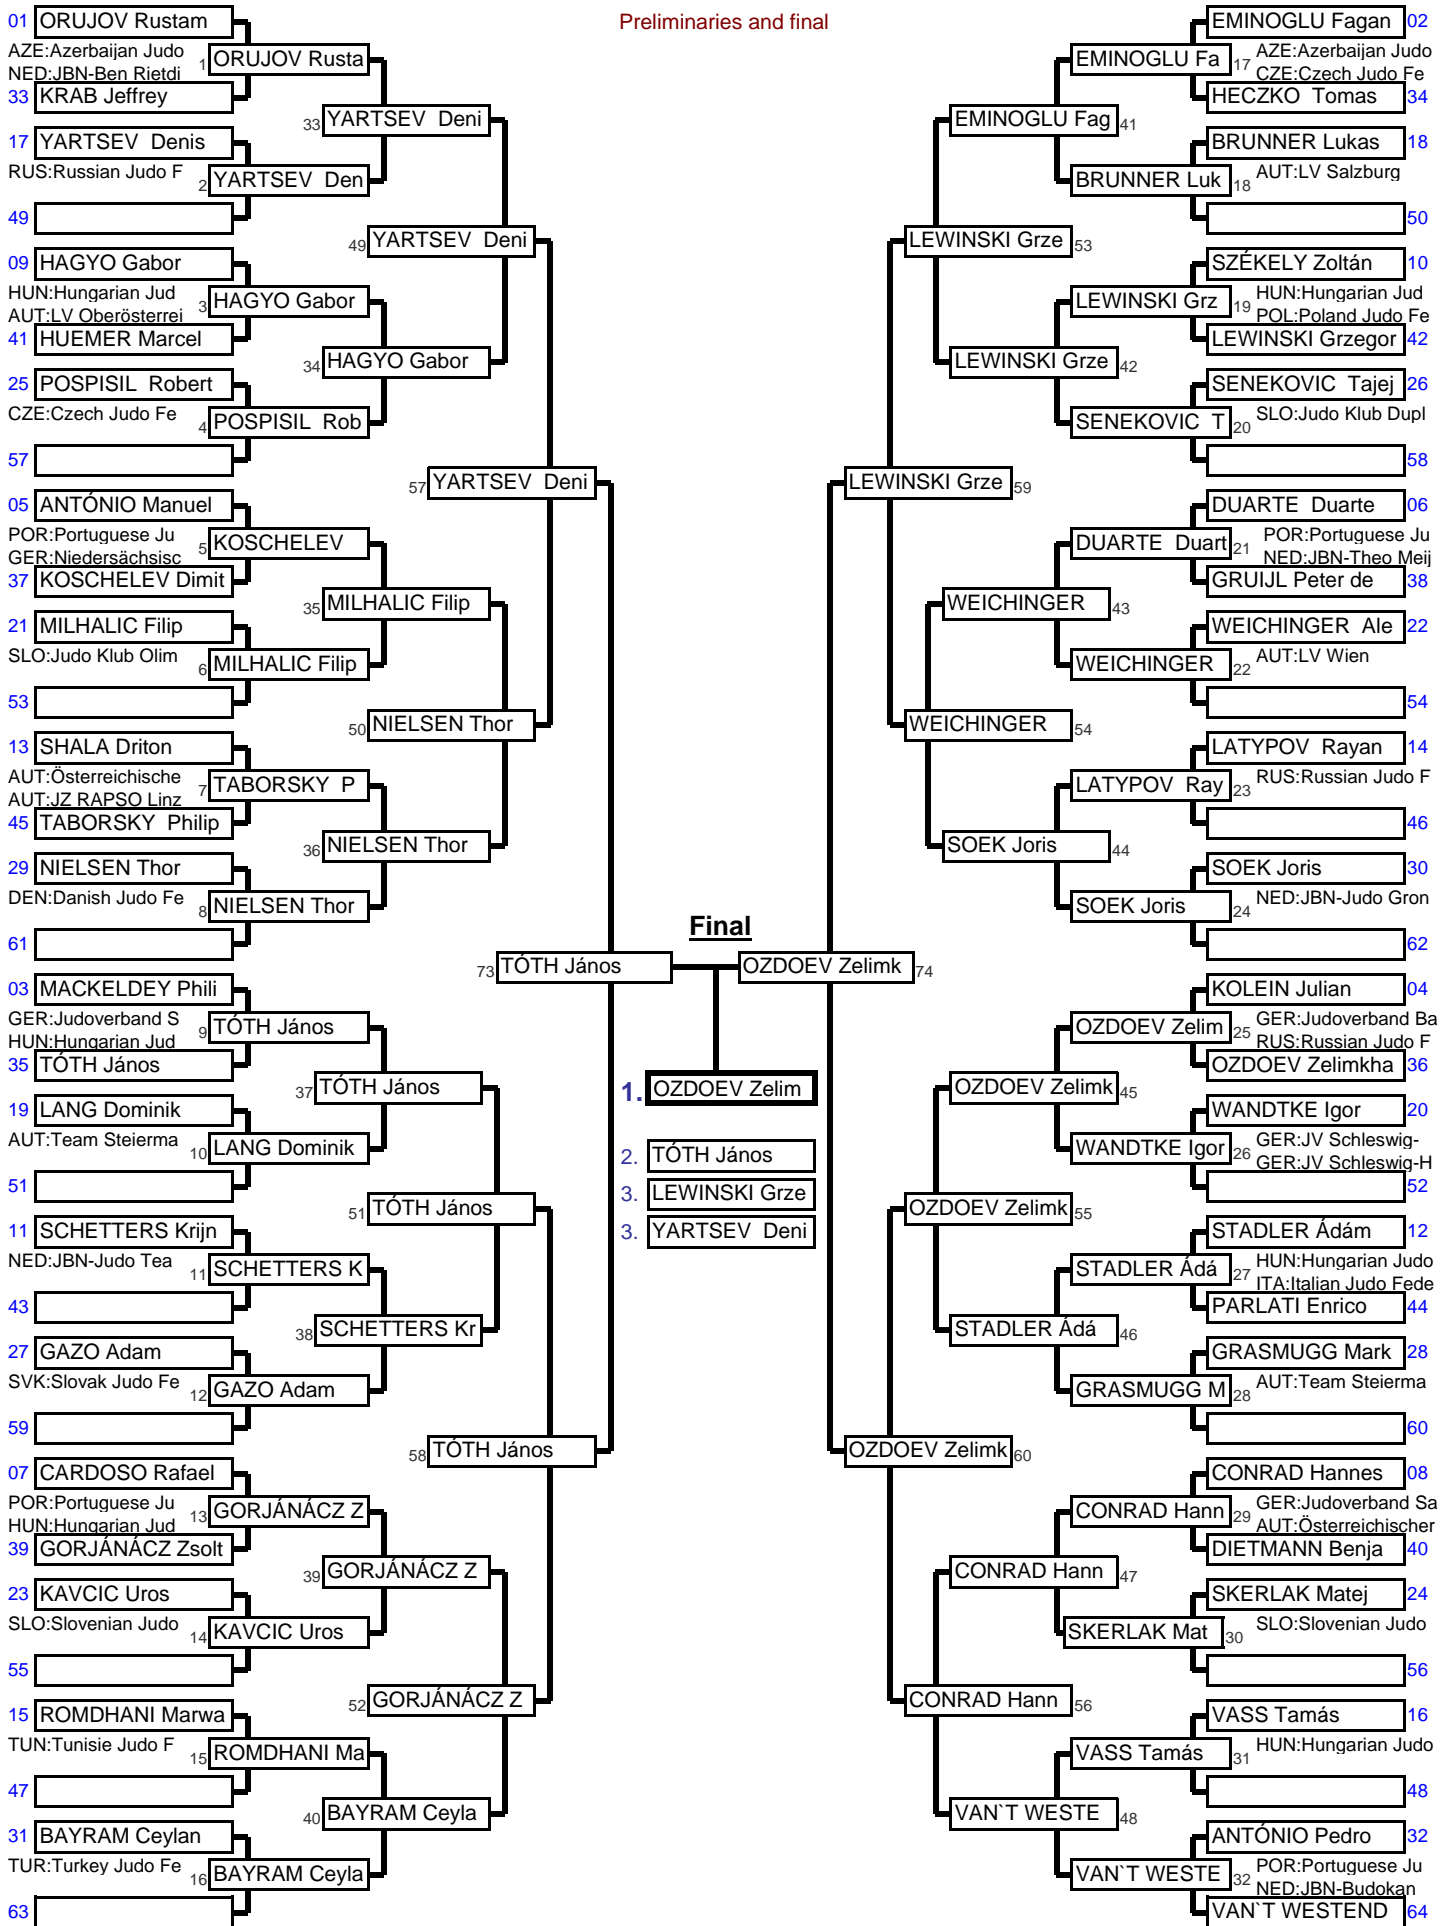 Preliminaries and final
01 ORUJOV Rustam
AZE:Azerbaijan Judo
NED:JBN-Ben Rietdi
33 KRAB Jeffrey
1 ORUJOV Rusta
17 YARTSEV Denis
RUS:Russian Judo F
49
2 YARTSEV Den
33 YARTSEV Deni
09 HAGYO Gabor
HUN:Hungarian Jud
AUT:LV Oberösterrei
41 HUEMER Marcel
3 HAGYO Gabor
25 POSPISIL Robert
CZE:Czech Judo Fe
57
4 POSPISIL Rob
34 HAGYO Gabor
49 YARTSEV Deni
05 ANTÓNIO Manuel
POR:Portuguese Ju
GER:Niedersächsisc
37 KOSCHELEV Dimit
5 KOSCHELEV
21 MILHALIC Filip
SLO:Judo Klub Olim
53
6 MILHALIC Filip
35 MILHALIC Filip
13 SHALA Driton
AUT:Österreichische
AUT:JZ RAPSO Linz
45 TABORSKY Philip
7 TABORSKY P
29 NIELSEN Thor
DEN:Danish Judo Fe
61
8 NIELSEN Thor
36 NIELSEN Thor
50 NIELSEN Thor
57 YARTSEV Deni
03 MACKELDEY Phili
GER:Judoverband S
HUN:Hungarian Jud
35 TÓTH János
9 TÓTH János
19 LANG Dominik
AUT:Team Steierma
51
10 LANG Dominik
37 TÓTH János
11 SCHETTERS Krijn
NED:JBN-Judo Tea
43
11 SCHETTERS K
27 GAZO Adam
SVK:Slovak Judo Fe
59
12 GAZO Adam
38 SCHETTERS Kr
51 TÓTH János
07 CARDOSO Rafael
POR:Portuguese Ju
HUN:Hungarian Jud
39 GORJÁNÁCZ Zsolt
13 GORJÁNÁCZ Z
23 KAVCIC Uros
SLO:Slovenian Judo
55
14 KAVCIC Uros
39 GORJÁNÁCZ Z
15 ROMDHANI Marwa
TUN:Tunisie Judo F
47
15 ROMDHANI Ma
31 BAYRAM Ceylan
TUR:Turkey Judo Fe
63
16 BAYRAM Ceyla
40 BAYRAM Ceyla
52 GORJÁNÁCZ Z
58 TÓTH János
Final
73 TÓTH János
OZDOEV Zelimk 74
1. OZDOEV Zelim
2. TÓTH János
3. LEWINSKI Grze
3. YARTSEV Deni
EMINOGLU Fagan 02
AZE:Azerbaijan Judo
CZE:Czech Judo Fe
HECZKO Tomas 34
EMINOGLU Fa 17
BRUNNER Lukas 18
AUT:LV Salzburg
50
BRUNNER Luk 18
EMINOGLU Fag 41
SZÉKELY Zoltán 10
HUN:Hungarian Jud
POL:Poland Judo Fe
LEWINSKI Grzegor 42
LEWINSKI Grz 19
SENEKOVIC Tajej 26
SLO:Judo Klub Dupl
58
SENEKOVIC T 20
LEWINSKI Grze 42
LEWINSKI Grze 53
DUARTE Duarte 06
POR:Portuguese Ju
NED:JBN-Theo Meij
GRUIJL Peter de 38
DUARTE Duart 21
WEICHINGER Ale 22
AUT:LV Wien
54
WEICHINGER 22
WEICHINGER 43
LATYPOV Rayan 14
RUS:Russian Judo F
46
LATYPOV Ray 23
SOEK Joris 30
NED:JBN-Judo Gron
62
SOEK Joris 24
SOEK Joris 44
WEICHINGER 54
LEWINSKI Grze 59
KOLEIN Julian 04
GER:Judoverband Ba
RUS:Russian Judo F
OZDOEV Zelimkha 36
OZDOEV Zelim 25
WANDTKE Igor 20
GER:JV Schleswig-
GER:JV Schleswig-H
52
WANDTKE Igor 26
OZDOEV Zelimk 45
STADLER Ádám 12
HUN:Hungarian Judo
ITA:Italian Judo Fede
PARLATI Enrico 44
STADLER Ádá 27
GRASMUGG Mark 28
AUT:Team Steierma
60
GRASMUGG M 28
STADLER Ádá 46
OZDOEV Zelimk 55
CONRAD Hannes 08
GER:Judoverband Sa
AUT:Österreichischer
DIETMANN Benja 40
CONRAD Hann 29
SKERLAK Matej 24
SLO:Slovenian Judo
56
SKERLAK Mat 30
CONRAD Hann 47
VASS Tamás 16
HUN:Hungarian Judo
48
VASS Tamás 31
ANTÓNIO Pedro 32
POR:Portuguese Ju
NED:JBN-Budokan
VAN`T WESTEND 64
VAN`T WESTE 32
VAN`T WESTE 48
CONRAD Hann 56
OZDOEV Zelimk 60